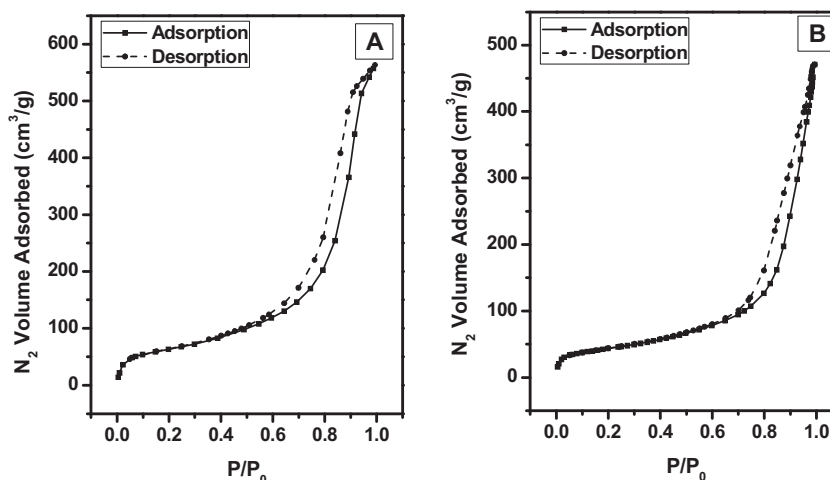 Adsorption
Desorption
A
600
500
400
300
200
100
0
N2 Volume Adsorbed (cm3/g)
0.0 0.2 0.4 0.6 0.8 1.0
P/P0
Adsorption
Desorption
B
500
400
300
200
100
0
N2 Volume Adsorbed (cm3/g)
0.0 0.2 0.4 0.6 0.8 1.0
P/P0